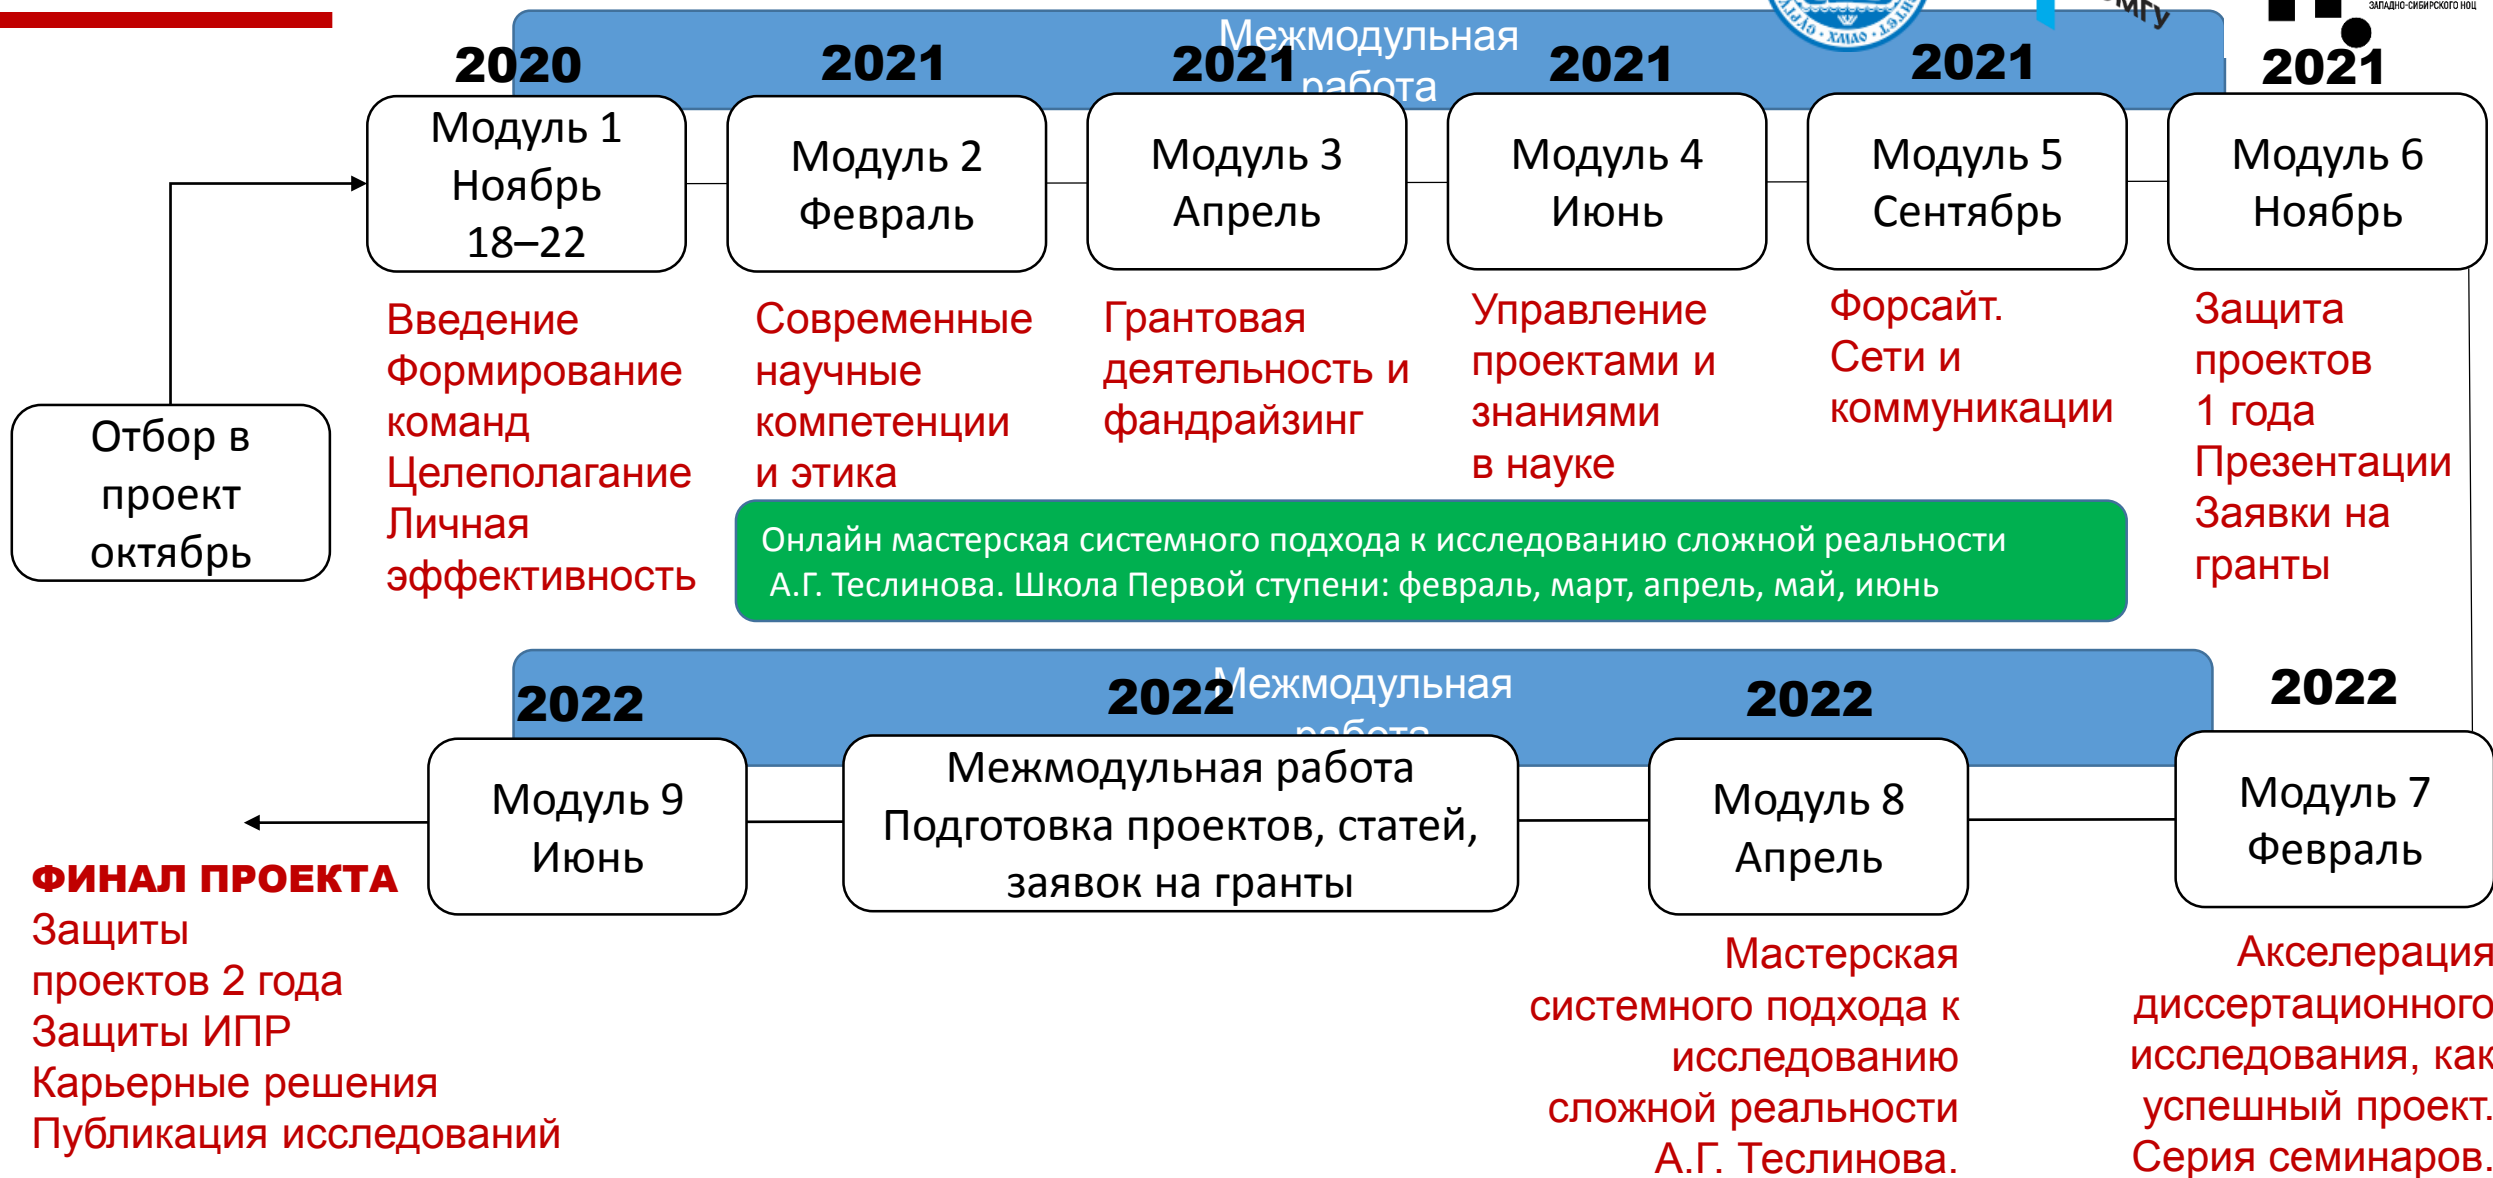 ЗАПАДНО-СИБИРСКОГО НОЦ
Межмодульная
работа
2020
2021
2021
2021
2021
2021
Модуль 1
Ноябрь
18–22
Модуль 2
Февраль
Модуль 3
Апрель
Модуль 4
Июнь
Модуль 5
Сентябрь
Модуль 6
Ноябрь
Отбор в
проект
октябрь
Введение
Формирование
команд
Целеполагание
Личная
эффективность
Современные
научные
компетенции
и этика
Грантовая
деятельность и
фандрайзинг
Управление
проектами и
знаниями
в науке
Форсайт.
Сети и
коммуникации
Защита
проектов
1 года
Презентации
Заявки на
гранты
Онлайн мастерская системного подхода к исследованию сложной реальности
А.Г. Теслинова. Школа Первой ступени: февраль, март, апрель, май, июнь
Межмодульная
работа
2022
2022
2022
2022
Модуль 9
Июнь
Межмодульная работа
Подготовка проектов, статей,
заявок на гранты
Модуль 8
Апрель
Модуль 7
Февраль
ФИНАЛ ПРОЕКТА
Защиты
проектов 2 года
Защиты ИПР
Карьерные решения
Публикация исследований
Мастерская
системного подхода к
исследованию
сложной реальности
А.Г. Теслинова.
Акселерация
диссертационного
исследования, как
успешный проект.
Серия семинаров.